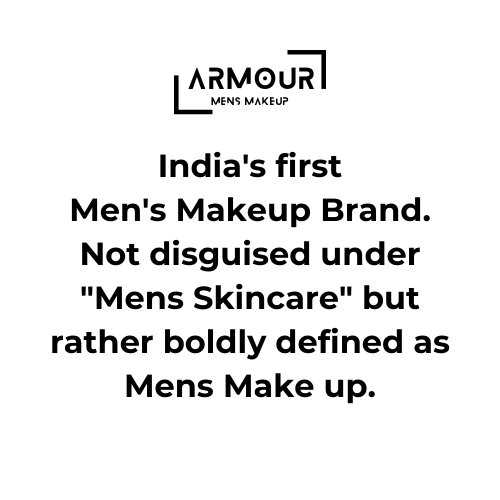 ARMOUR
MENS MAKEUP
India's first
Men's Makeup Brand.
Not disguised under
"Mens Skincare" but
rather boldly defined as
Mens Make up.